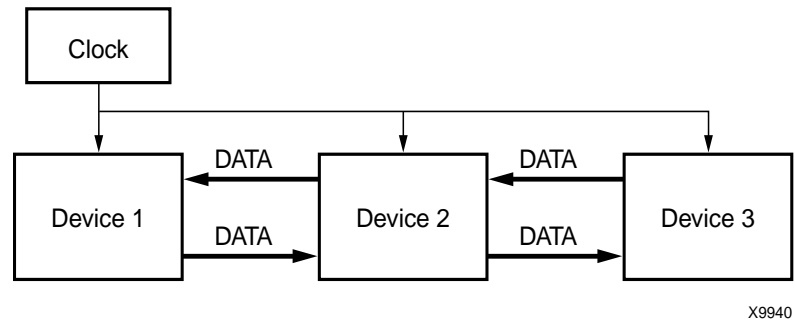 Clock
DATA
DATA
Device 1
Device 2
Device 3
DATA
DATA
X9940